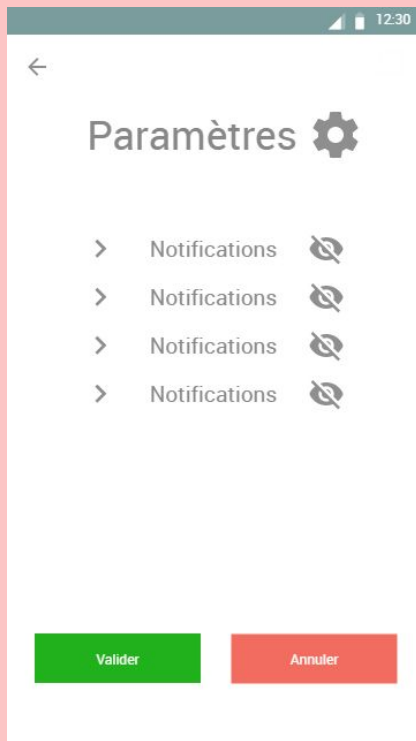 12:30
Paramètres
Notifications
Notifications
Notifications
Notifications
Valider
Annuler